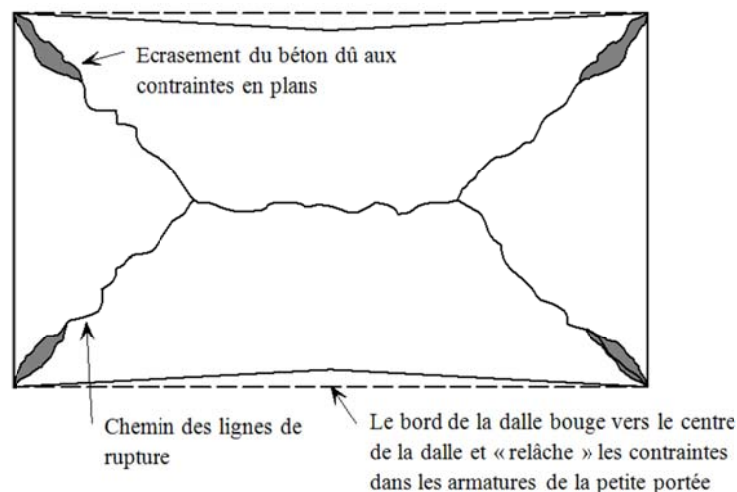 Ecrasement du béton dû aux
contraintes en plans
Chemin des lignes de
rupture
Le bord de la dalle bouge vers le centre
de la dalle et « relâche » les contraintes
dans les armatures de la petite portée